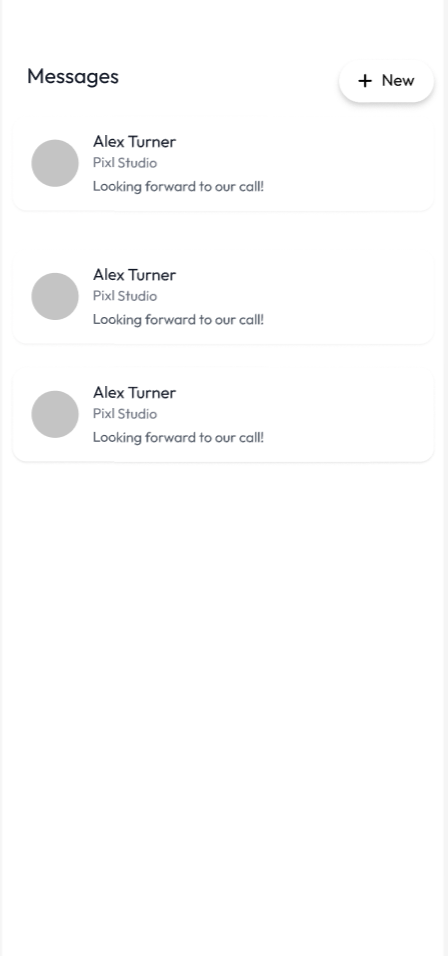 Messages
+ New
Alex Turner
Pixl Studio
Looking forward to our call!
Alex Turner
Pixl Studio
Looking forward to our call!
Alex Turner
Pixl Studio
Looking forward to our call!